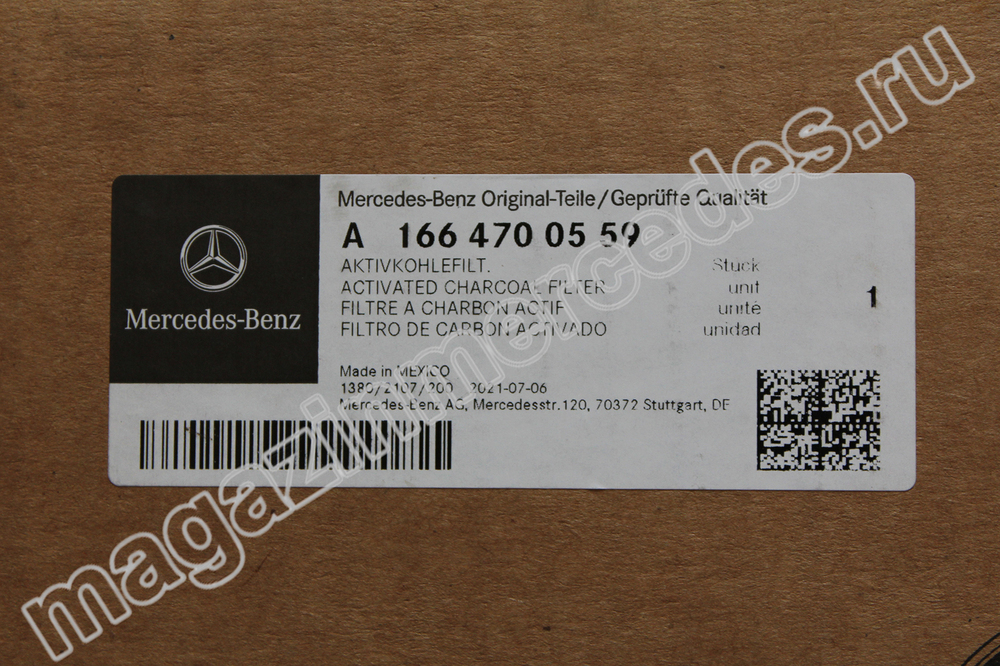 Mercedes-Benz Original-Teile/Geprüfte Qualität
A 166 470 05 59
AKTIVKOHLEFILT. Stuck
ACTIVATED CHARCOAL FILTER unit
FILTRE A CHARBON ACTIF unité 1
FILTRO DE CARBON ACTIVADO unidad
Mercedes-Benz
Made in MEXICO
1380/2107/200 2021-07-06
Mercedes-Benz AG, Mercedesstr.120, 70372 Stuttgart, DE
magazinmercedes.ru